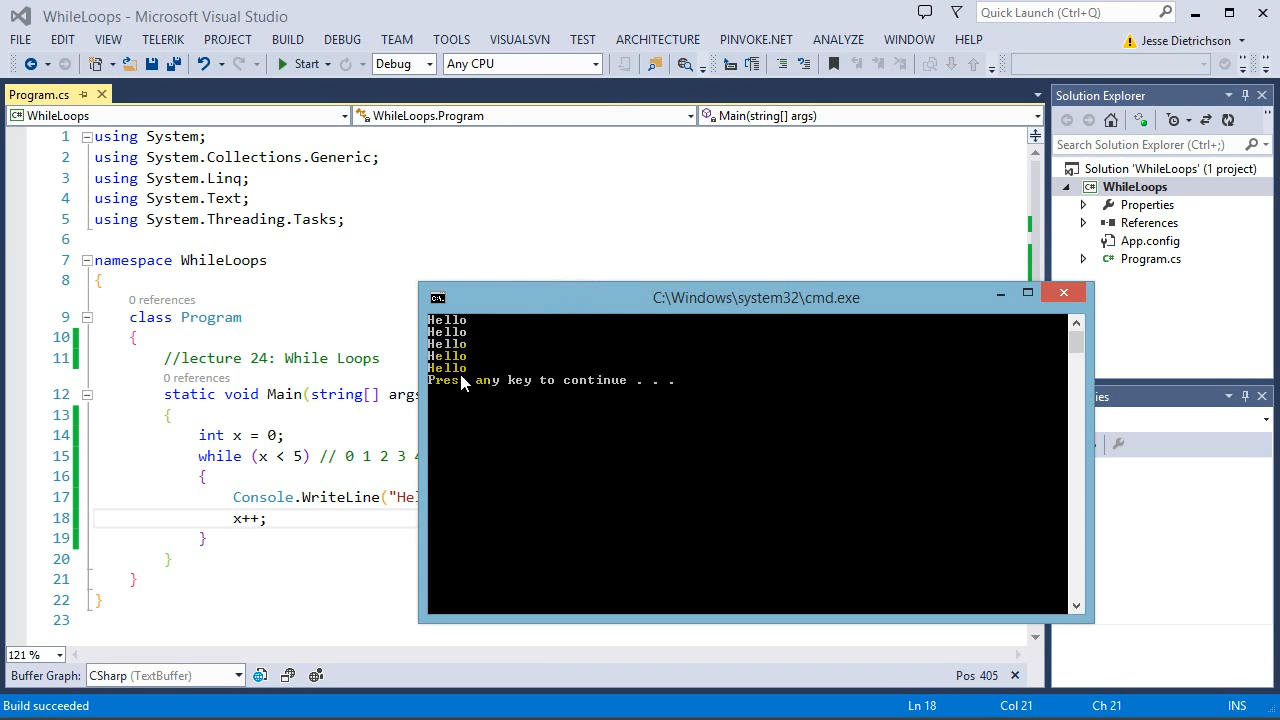 WhileLoops - Microsoft Visual Studio
Quick Launch (Ctrl+Q)
FILE EDIT VIEW TELERIK PROJECT BUILD DEBUG TEAM TOOLS VISUALSVN TEST ARCHITECTURE PINVOKE.NET ANALYZE WINDOW HELP Jesse Dietrichson
Start Debug Any CPU
Program.cs
WhileLoops WhileLoops.Program Main(string[] args)
1 using System;
2 using System.Collections.Generic;
3 using System.Linq;
4 using System.Text;
5 using System.Threading.Tasks;
6
7 namespace WhileLoops
8 {
0 references
9 class Program
10 {
11 //lecture 24: While Loops
0 references
12 static void Main(string[] args
13 {
14 int x = 0;
15 while (x < 5) // 0 1 2 3 4
16 {
17 Console.WriteLine("Hel
18 x++;
19 }
20 }
21 }
22 }
23
121 %
Buffer Graph: CSharp (TextBuffer) Pos 405
Build succeeded Ln 18 Col 21 Ch 21 INS
C:\Windows\system32\cmd.exe
Hello
Hello
Hello
Hello
Hello
Press any key to continue . . .
Solution Explorer
Search Solution Explorer (Ctrl+;)
Solution 'WhileLoops' (1 project)
WhileLoops
Properties
References
App.config
Program.cs
ies